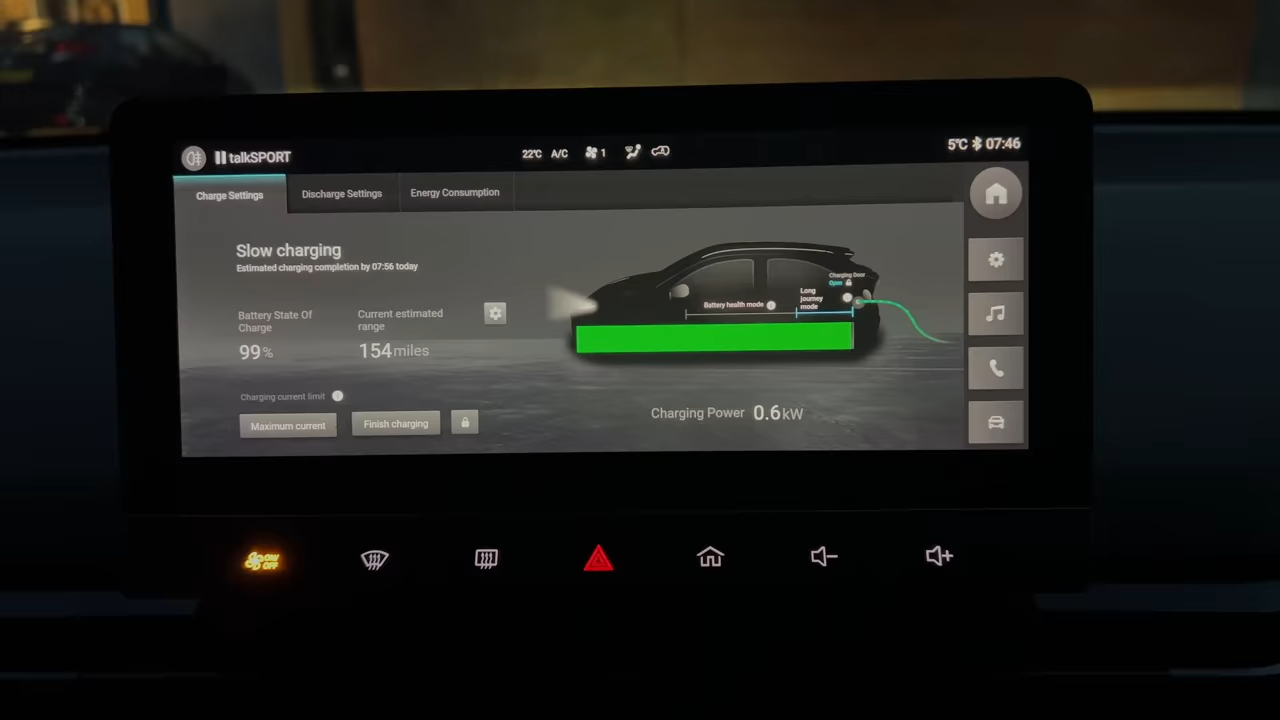 talkSPORT
22℃ A/C 1
5℃ 07:46
Charge Settings
Discharge Settings
Energy Consumption
Slow charging
Estimated charging completion by 07:56 today
Battery State Of
Charge
99%
Current estimated
range
154 miles
Charging current limit
Maximum current
Finish charging
Charging Door
Open
Long
journey
mode
Battery health mode
Charging Power 0.6 kW
ON
OFF